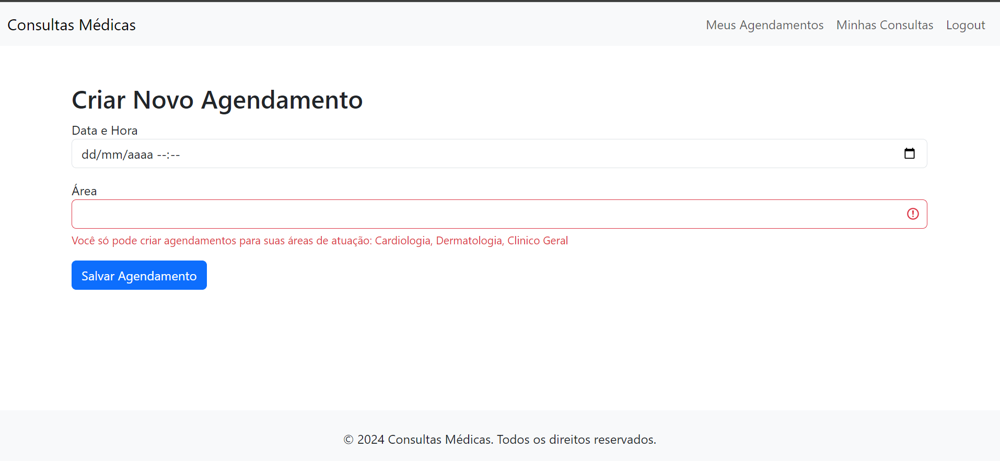 Consultas Médicas
Meus Agendamentos Minhas Consultas Logout
Criar Novo Agendamento
Data e Hora
dd/mm/aaaa --:--
Área
Você só pode criar agendamentos para suas áreas de atuação: Cardiologia, Dermatologia, Clinico Geral
Salvar Agendamento
© 2024 Consultas Médicas. Todos os direitos reservados.